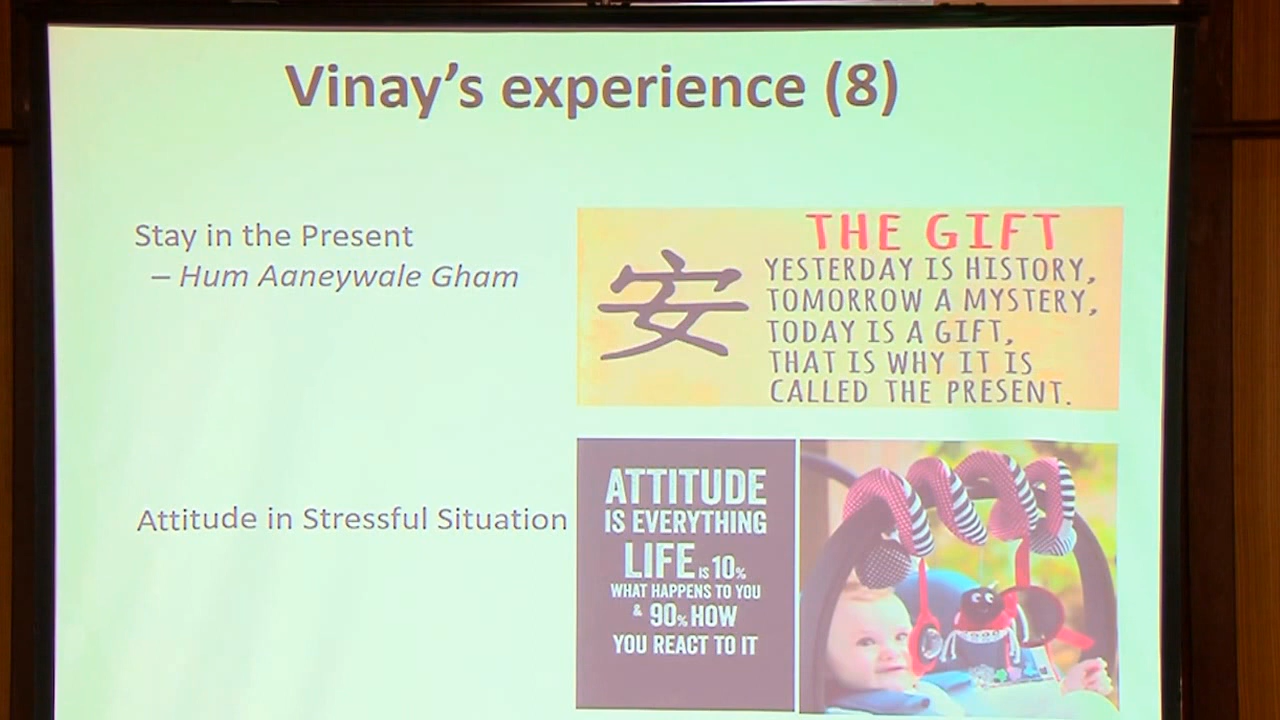 Vinay's experience (8)
Stay in the Present
– Hum Aaneywale Gham
安
THE GIFT
YESTERDAY IS HISTORY,
TOMORROW A MYSTERY,
TODAY IS A GIFT,
THAT IS WHY IT IS
CALLED THE PRESENT.
Attitude in Stressful Situation
ATTITUDE
IS EVERYTHING
LIFE IS 10%
WHAT HAPPENS TO YOU
& 90% HOW
YOU REACT TO IT